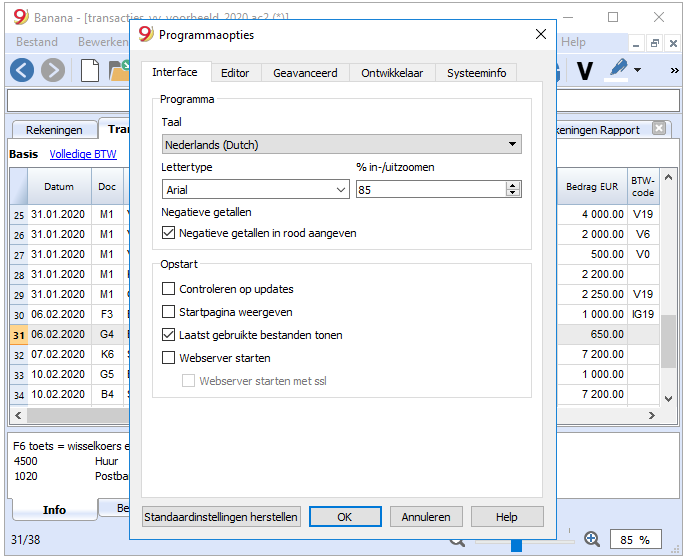 Banana - [transacties_vv_voorbeeld_2020.ac2 (*)]
Bestand Bewerken Help
Rekeningen Tran keningen Rapport
Basis Volledige BTW
Datum Doc Bedrag EUR BTW-code
25 31.01.2020 M1 4 000.00 V19
26 31.01.2020 M1 2 000.00 V6
27 31.01.2020 M1 500.00 V0
28 31.01.2020 M1 2 200.00
29 31.01.2020 M1 2 250.00 V19
30 06.02.2020 F3 1 000.00 IG19
31 06.02.2020 G4 650.00
32 07.02.2020 K6 7 200.00
33 10.02.2020 G5 1 000.00
34 10.02.2020 B4 7 200.00
F6 toets = wisselkoers e
4500 Huur
1020 Postba
Info Be
31/38 85 %
Programmaopties
Interface Editor Geavanceerd Ontwikkelaar Systeeminfo
Programma
Taal
Nederlands (Dutch)
Lettertype % in-/uitzoomen
Arial 85
Negatieve getallen
Negatieve getallen in rood aangeven
Opstart
Controleren op updates
Startpagina weergeven
Laatst gebruikte bestanden tonen
Webserver starten
Webserver starten met ssl
Standaardinstellingen herstellen OK Annuleren Help